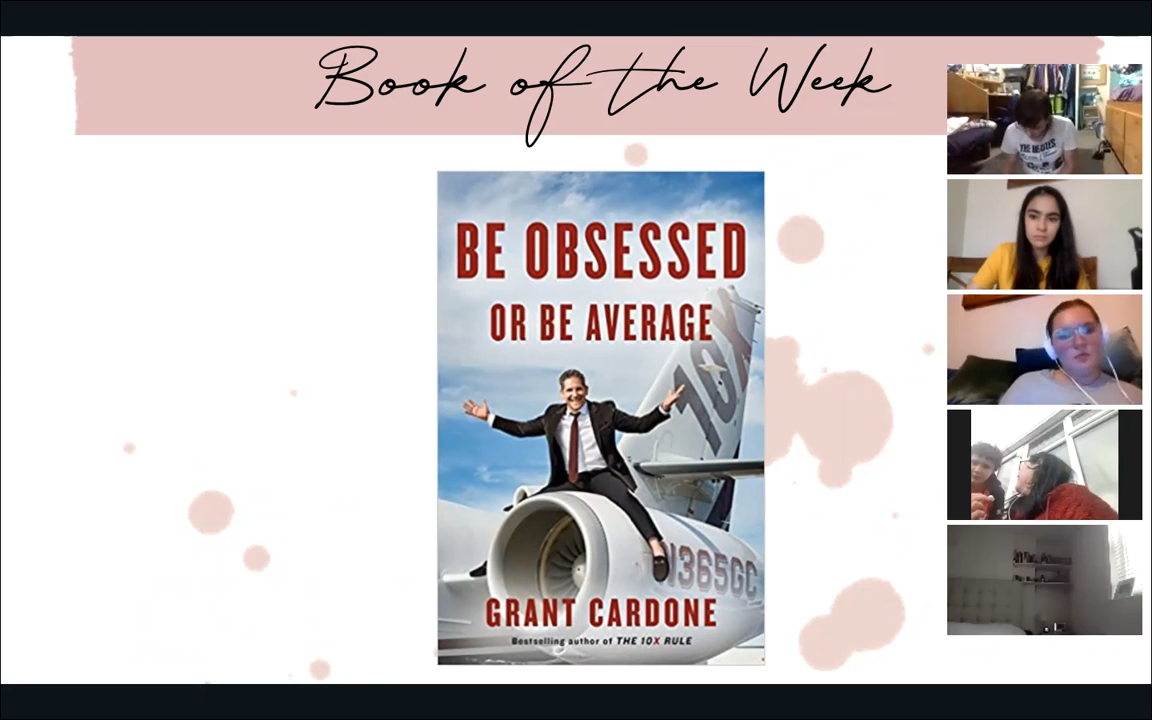 Book of the Week
BE OBSESSED
OR BE AVERAGE
10X
N365GC
GRANT CARDONE
Bestselling author of THE 10X RULE
THE BEATLES